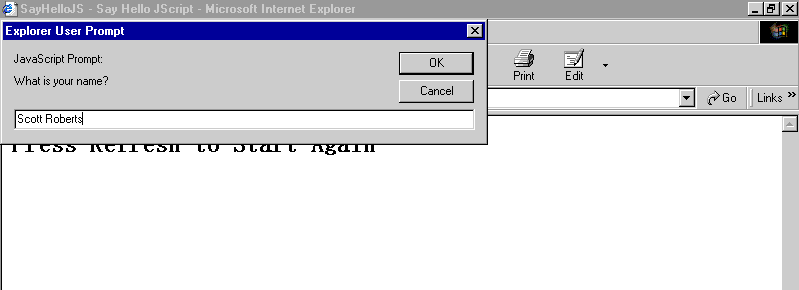 SayHelloJS - Say Hello JScript - Microsoft Internet Explorer
Explorer User Prompt
JavaScript Prompt:
What is your name?
OK
Cancel
Scott Roberts
Print
Edit
Go
Links »
Press Refresh to Start Again